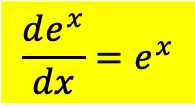 de^x/dx = e^x